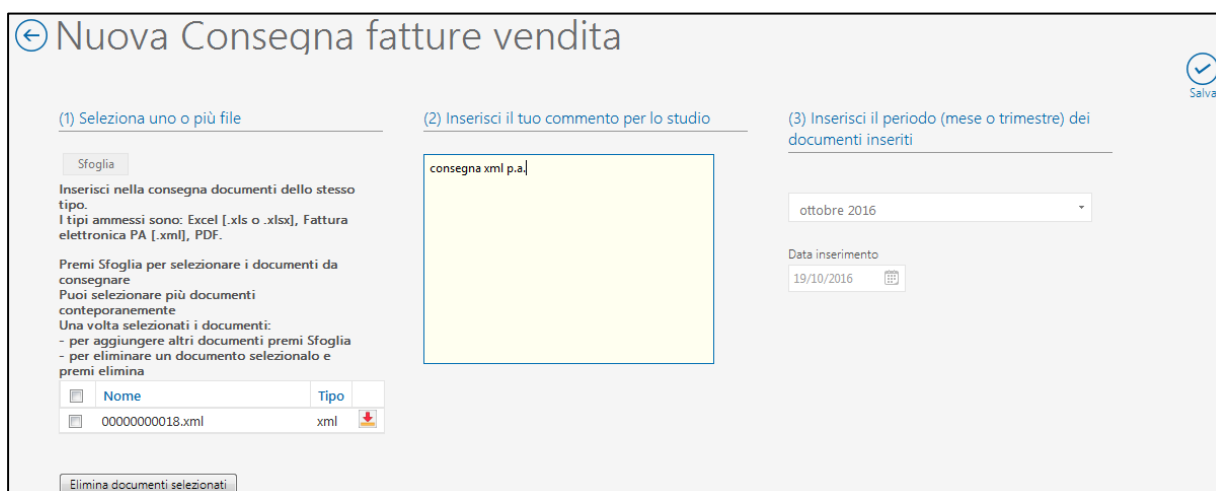 Nuova Consegna fatture vendita
Salva
(1) Seleziona uno o più file
Sfoglia
Inserisci nella consegna documenti dello stesso
tipo.
I tipi ammessi sono: Excel [.xls o .xlsx], Fattura
elettronica PA [.xml], PDF.
Premi Sfoglia per selezionare i documenti da
consegnare
Puoi selezionare più documenti
conteporanemente
Una volta selezionati i documenti:
- per aggiungere altri documenti premi Sfoglia
- per eliminare un documento selezionalo e
premi elimina
Nome Tipo
00000000018.xml xml
Elimina documenti selezionati
(2) Inserisci il tuo commento per lo studio
consegna xml p.a.
(3) Inserisci il periodo (mese o trimestre) dei
documenti inseriti
ottobre 2016
Data inserimento
19/10/2016